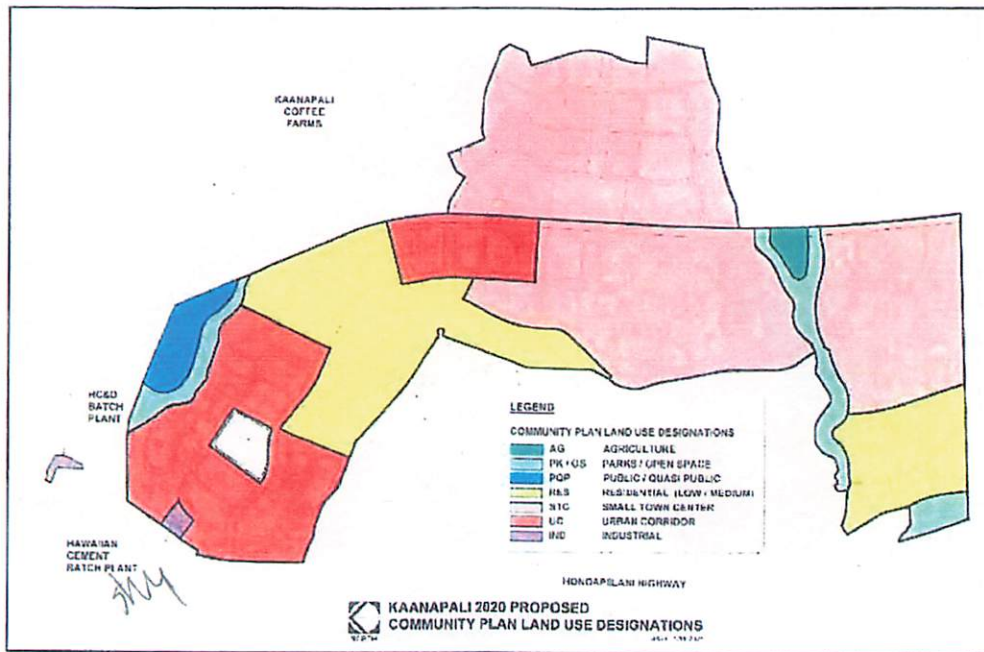 KAANAPALI
COFFEE
FARMS
HC&D
BATCH
PLANT
HAWAIIAN
CEMENT
BATCH PLANT
LEGEND
COMMUNITY PLAN LAND USE DESIGNATIONS
AG AGRICULTURE
PK / OS PARKS / OPEN SPACE
PQP PUBLIC / QUASI PUBLIC
RES RESIDENTIAL (LOW / MEDIUM)
STC SMALL TOWN CENTER
UC URBAN CORRIDOR
IND INDUSTRIAL
HONOAPIILANI HIGHWAY
KAANAPALI 2020 PROPOSED
COMMUNITY PLAN LAND USE DESIGNATIONS
NORTH